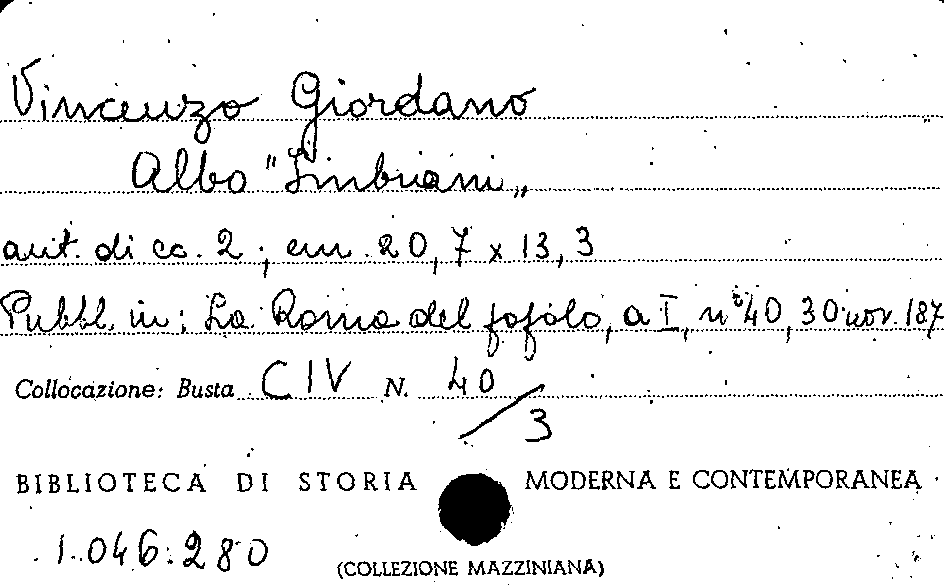 Vincenzo Giordano
Albo "Imbriani"
aut. di cc. 2; cm. 20,7 x 13,3
Pubbl. in: La Roma del popolo, a I, n° 40, 30 nov. 187
Collocazione: Busta CIV N. 40/3
BIBLIOTECA DI STORIA MODERNA E CONTEMPORANEA
1.046.280
(COLLEZIONE MAZZINIANA)